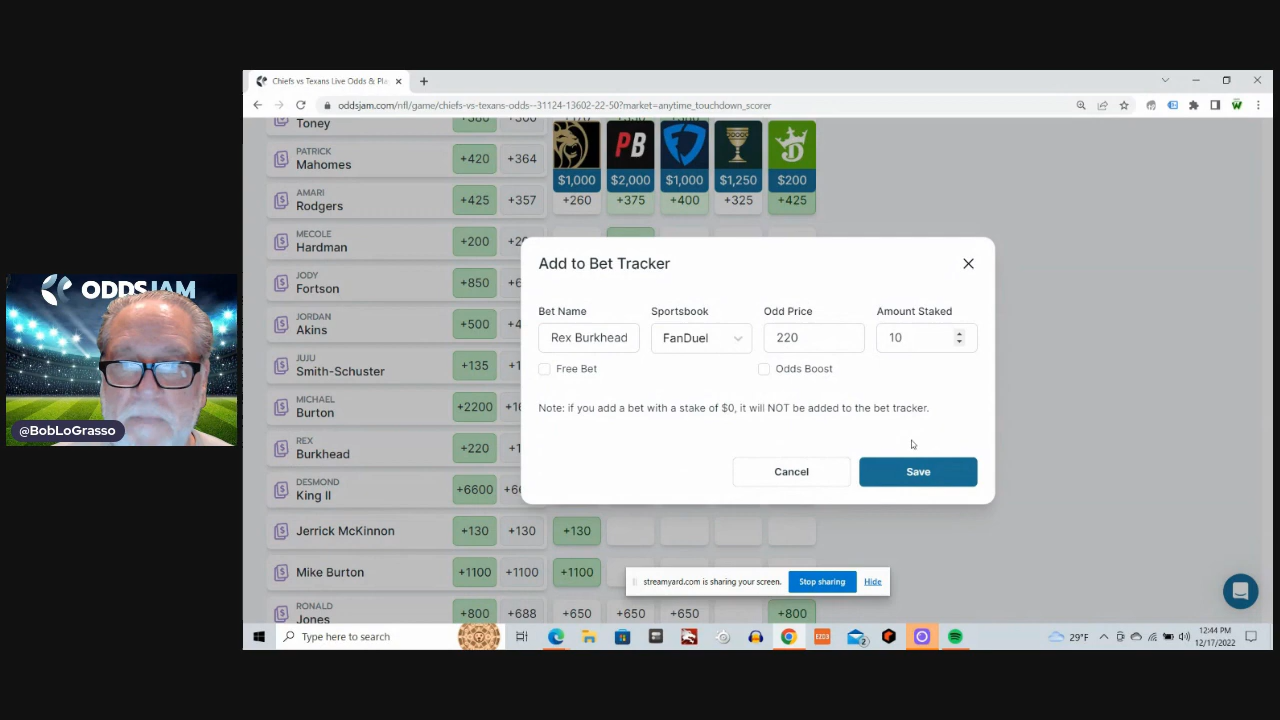 Chiefs vs Texans Live Odds & Pla
oddsjam.com/nfl/game/chiefs-vs-texans-odds--31124-13602-22-50?market=anytime_touchdown_scorer
Toney
PB
PATRICK
Mahomes
+420 +364
$1,000 $2,000 $1,000 $1,250 $200
AMARI
Rodgers
+425 +357 +260 +375 +400 +325 +425
MECOLE
Hardman
+200
JODY
Fortson
+850
JORDAN
Akins
+500
JUJU
Smith-Schuster
+135
MICHAEL
Burton
+2200
REX
Burkhead
+220
DESMOND
King II
+6600
Jerrick McKinnon
+130 +130 +130
Mike Burton
+1100 +1100 +1100
RONALD
Jones
+800 +688 +650 +650 +650 +800
Add to Bet Tracker
Bet Name Sportsbook Odd Price Amount Staked
Rex Burkhead FanDuel 220 10
Free Bet Odds Boost
Note: if you add a bet with a stake of $0, it will NOT be added to the bet tracker.
Cancel Save
streamyard.com is sharing your screen. Stop sharing Hide
ODDSJAM
@BobLoGrasso
Type here to search
EZC3
2
29°F
12:44 PM
12/17/2022